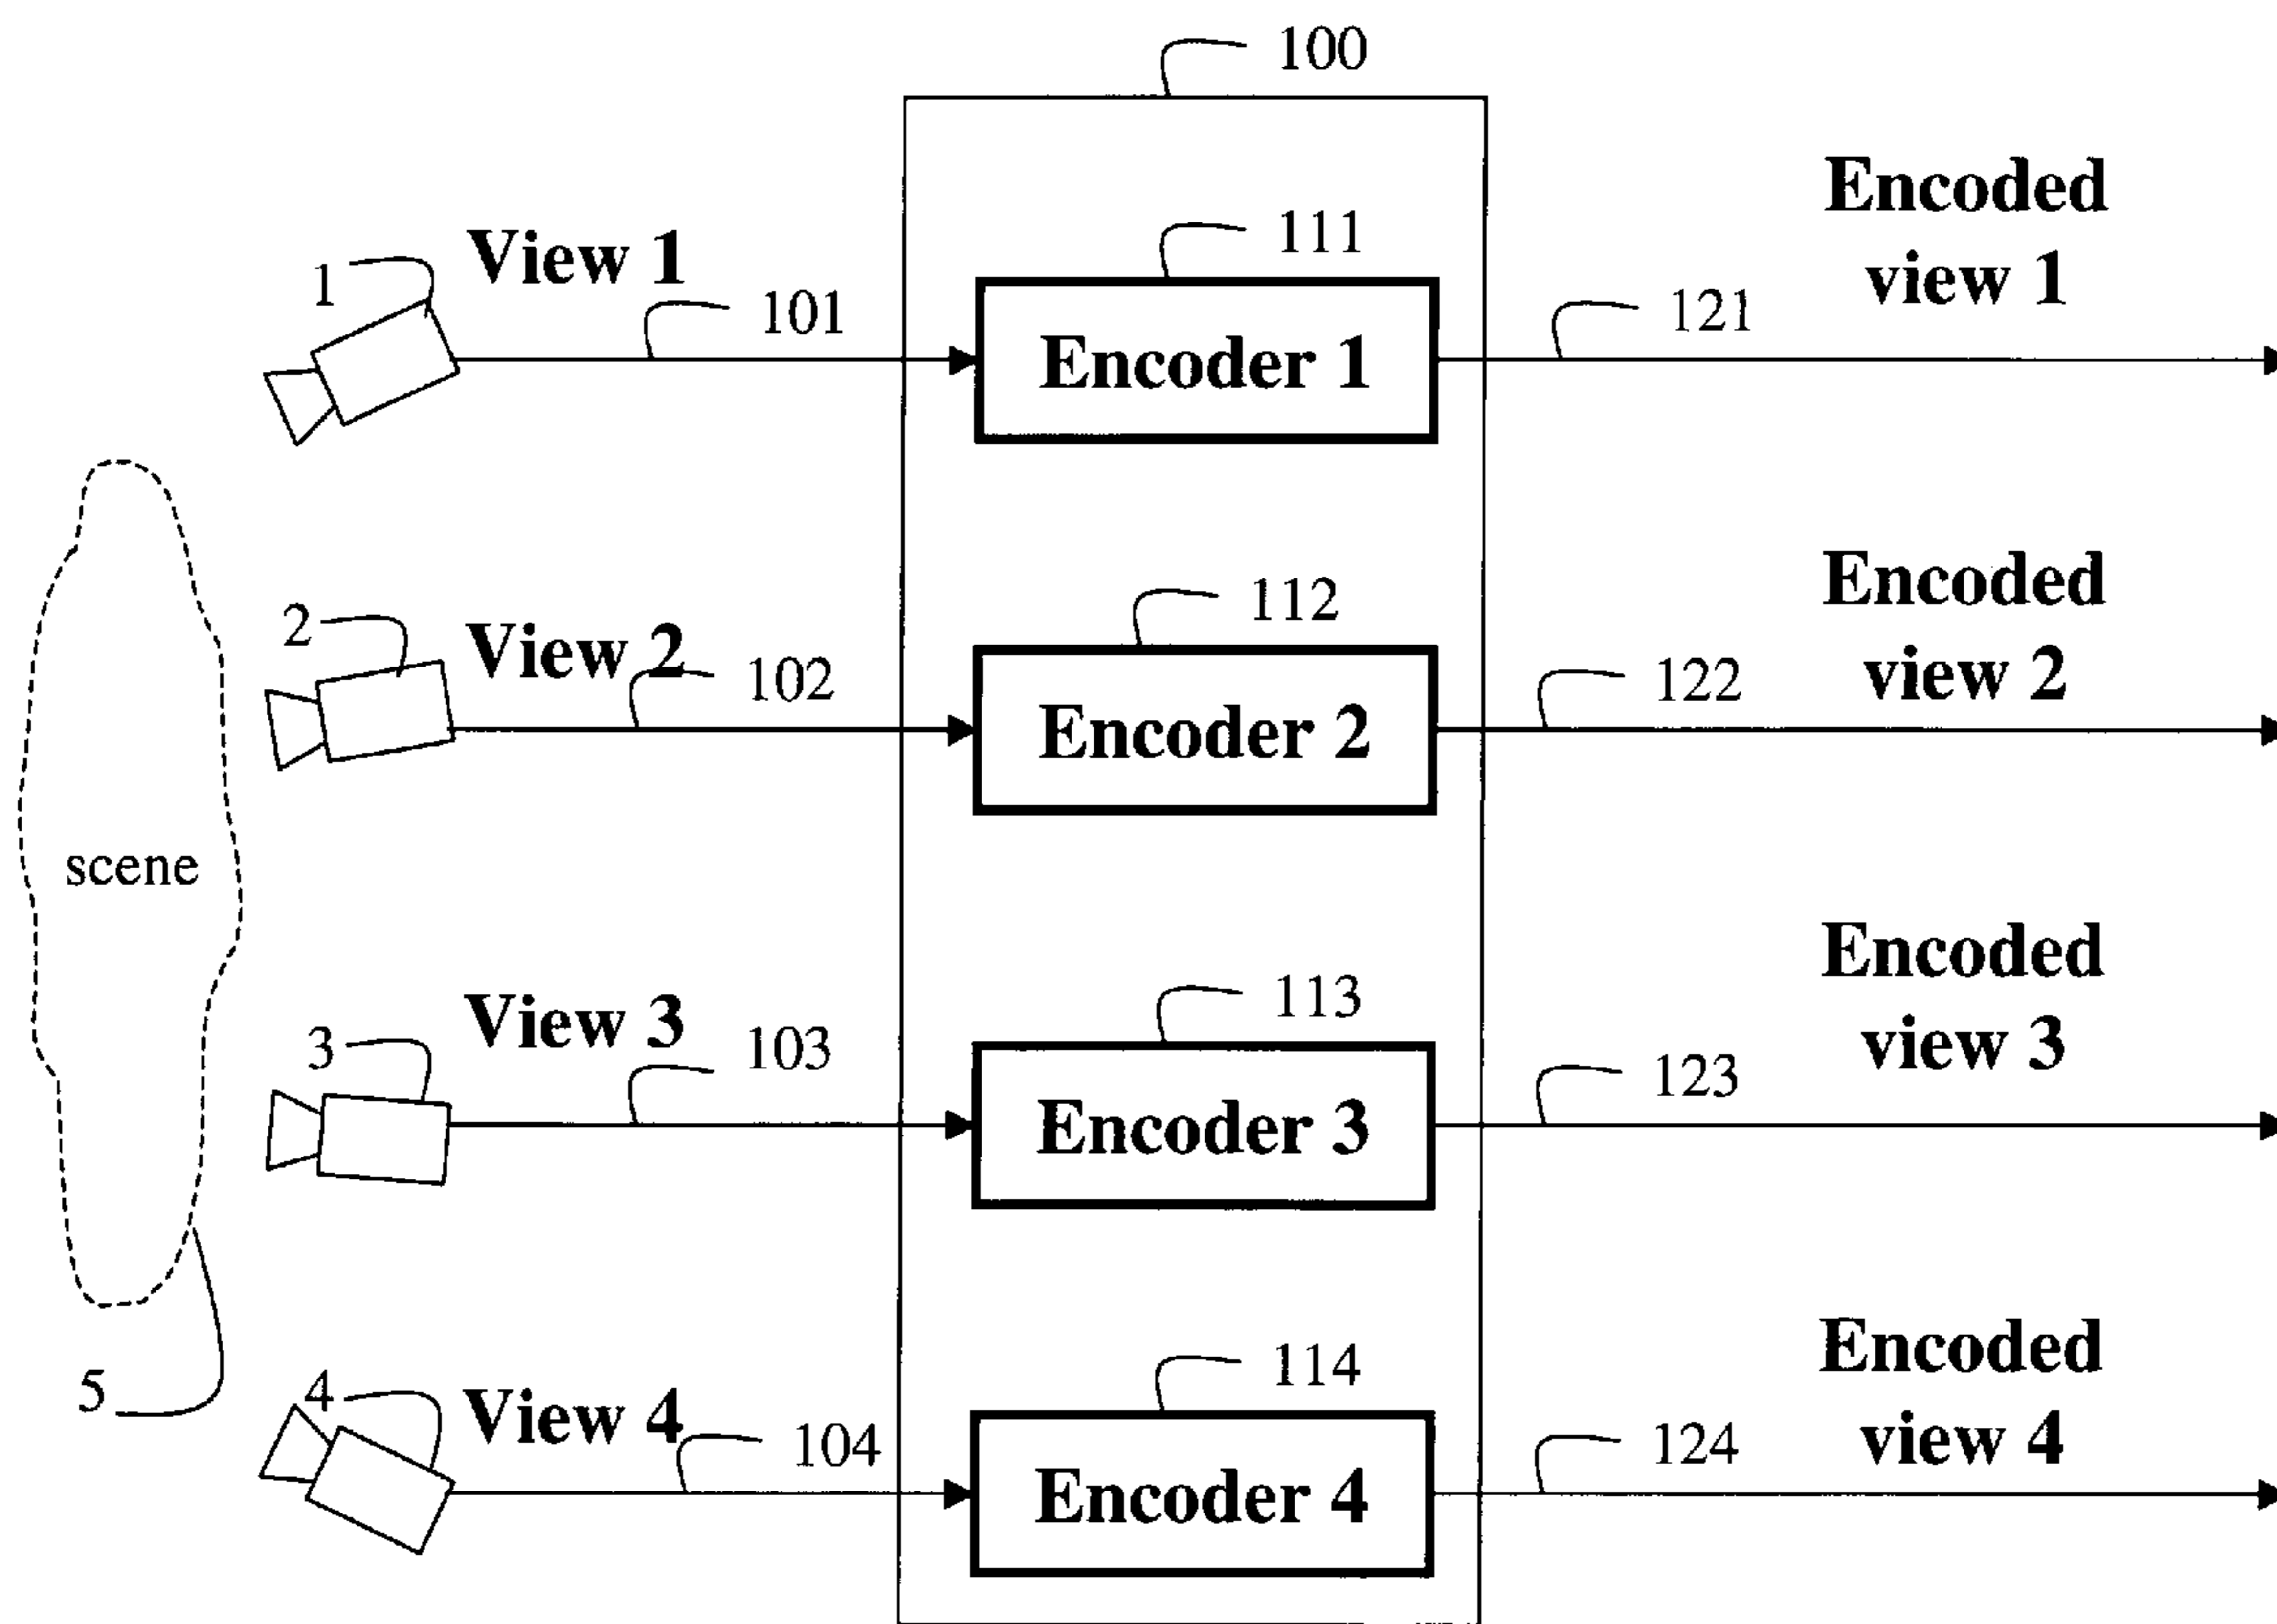 100
Encoded
view 1
111
View 1
1
101
121
Encoder 1
Encoded
view 2
112
2
View 2
102
122
Encoder 2
scene
Encoded
view 3
113
View 3
3
103
123
Encoder 3
Encoded
view 4
114
5
4
View 4
104
124
Encoder 4